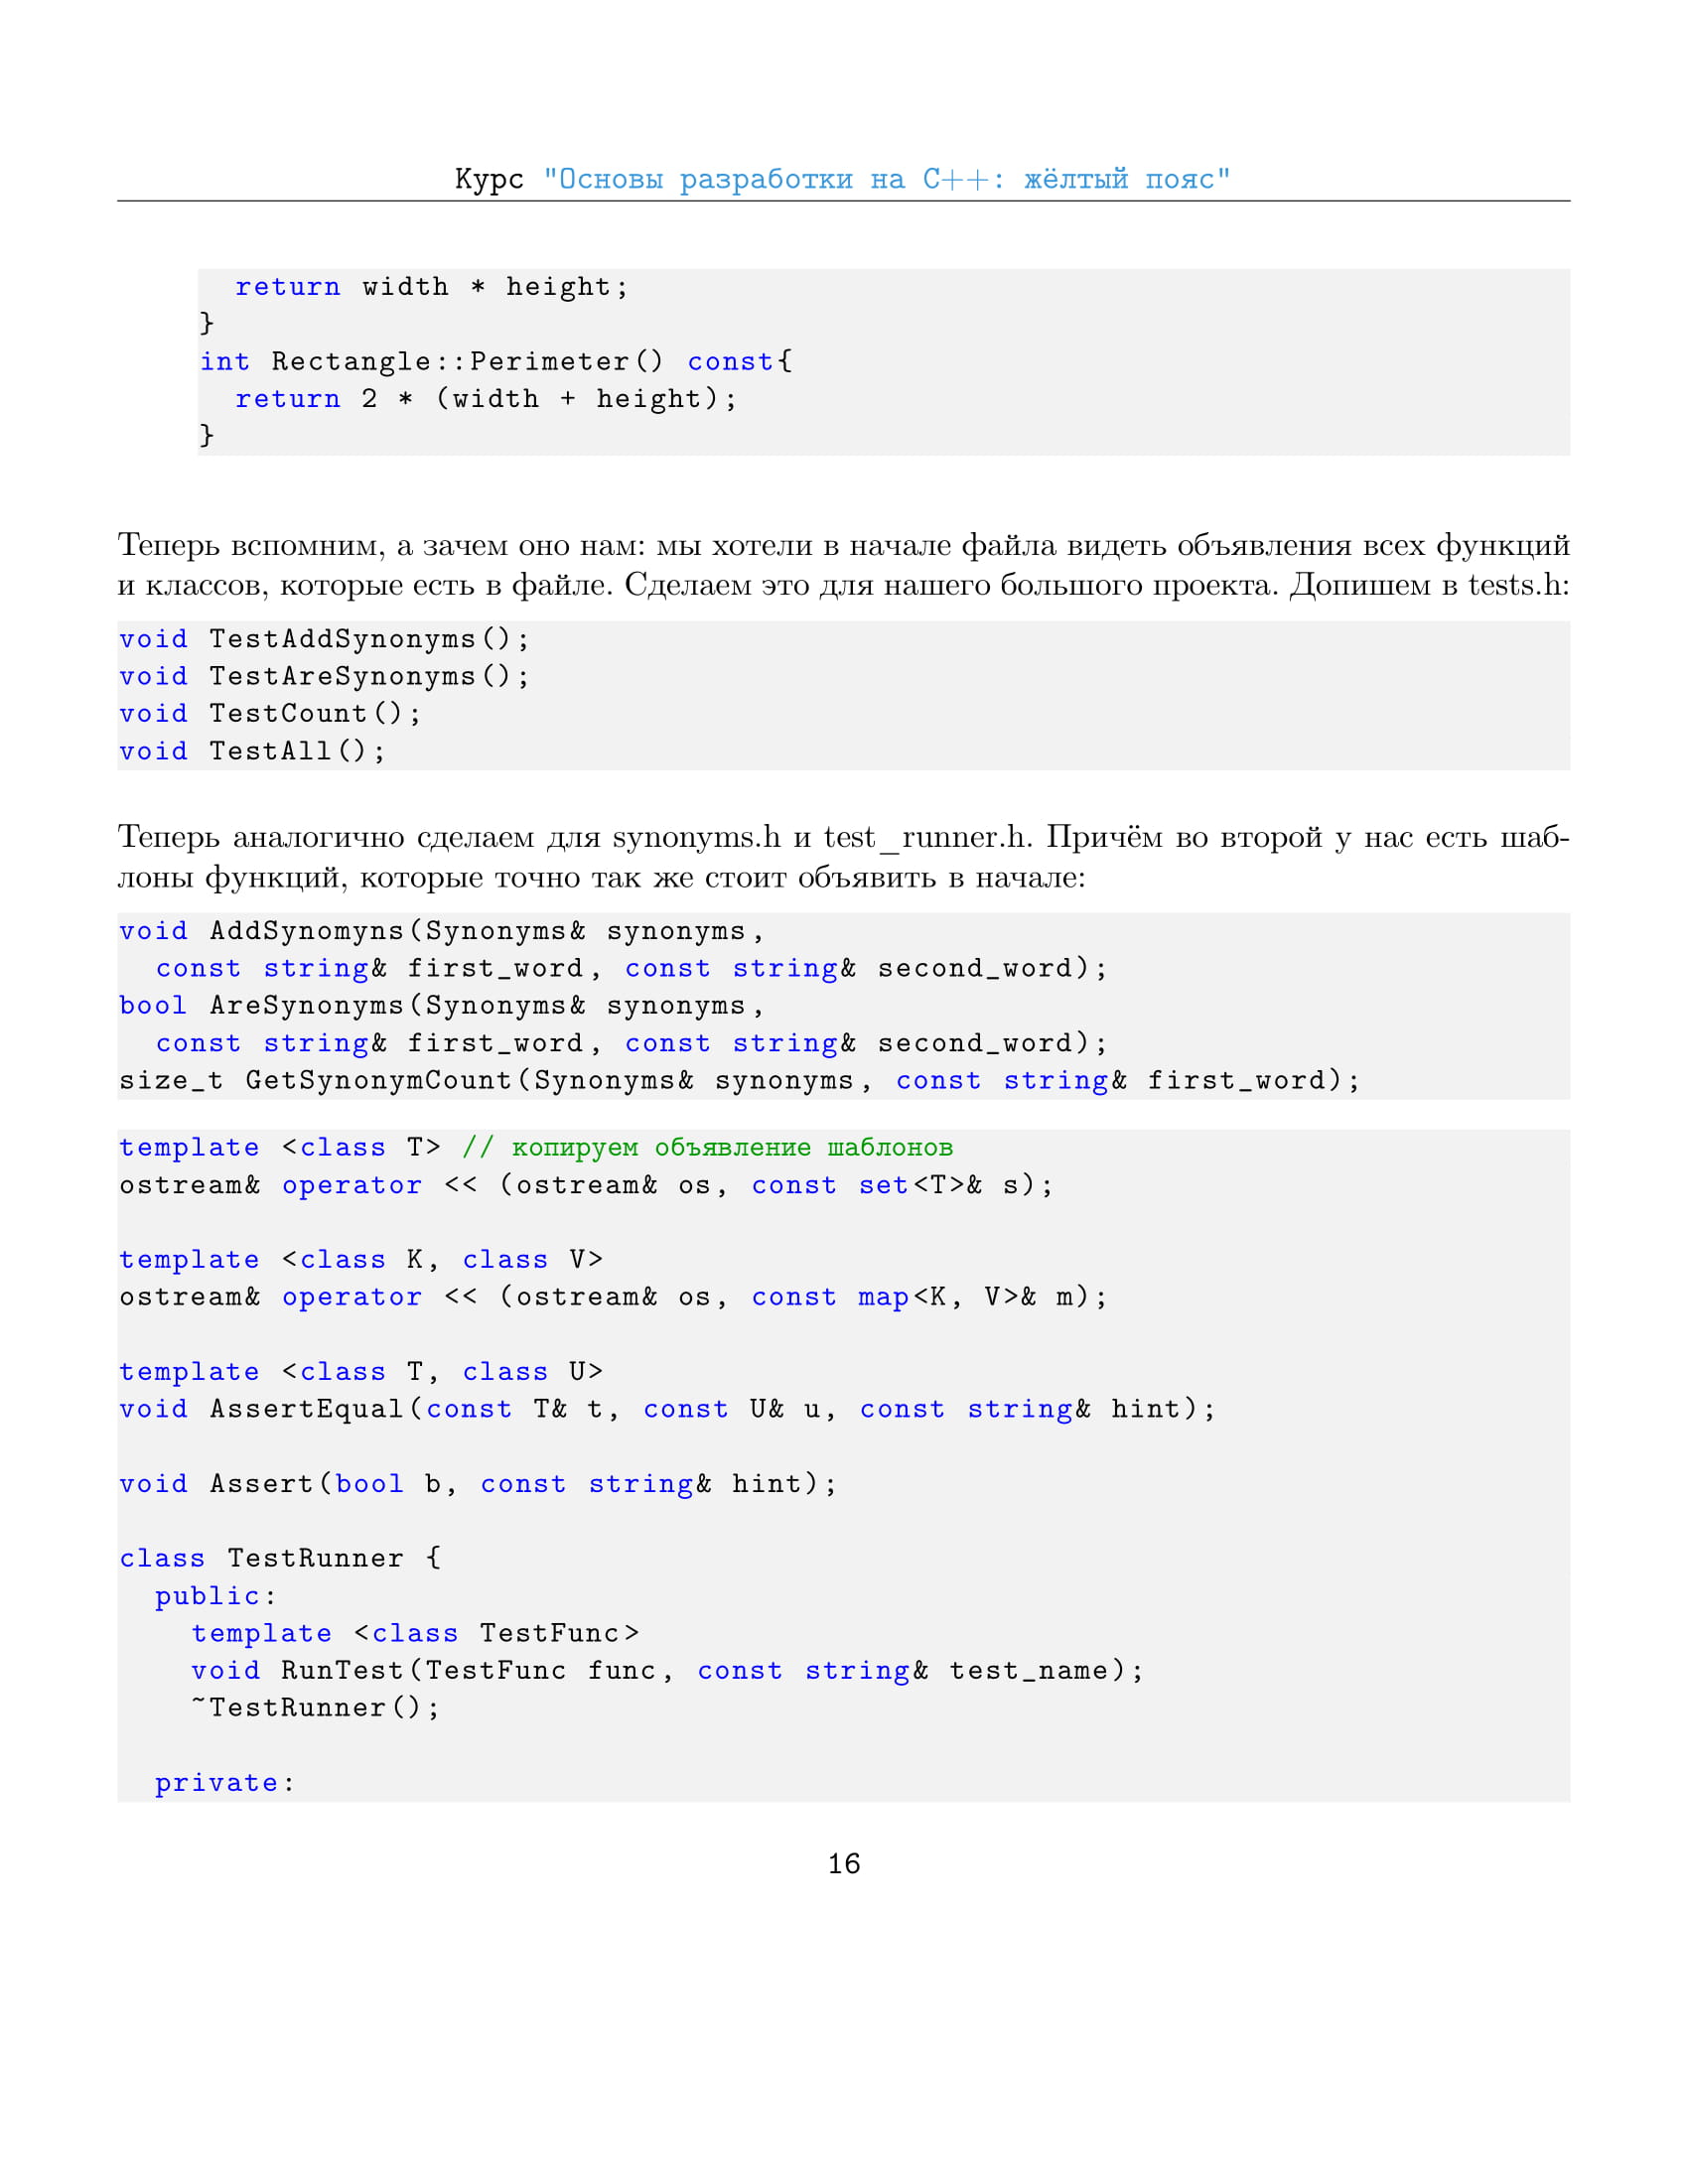 Курс "Основы разработки на C++: жёлтый пояс"
  return width * height;
}
int Rectangle::Perimeter() const{
  return 2 * (width + height);
}
Теперь вспомним, а зачем оно нам: мы хотели в начале файла видеть объявления всех функций
и классов, которые есть в файле. Сделаем это для нашего большого проекта. Допишем в tests.h:
void TestAddSynonyms();
void TestAreSynonyms();
void TestCount();
void TestAll();
Теперь аналогично сделаем для synonyms.h и test_runner.h. Причём во второй у нас есть шаб-
лоны функций, которые точно так же стоит объявить в начале:
void AddSynomyns(Synonyms& synonyms,
  const string& first_word, const string& second_word);
bool AreSynonyms(Synonyms& synonyms,
  const string& first_word, const string& second_word);
size_t GetSynonymCount(Synonyms& synonyms, const string& first_word);
template <class T> // копируем объявление шаблонов
ostream& operator << (ostream& os, const set<T>& s);
template <class K, class V>
ostream& operator << (ostream& os, const map<K, V>& m);
template <class T, class U>
void AssertEqual(const T& t, const U& u, const string& hint);
void Assert(bool b, const string& hint);
class TestRunner {
  public:
    template <class TestFunc>
    void RunTest(TestFunc func, const string& test_name);
    ~TestRunner();
  private:
16